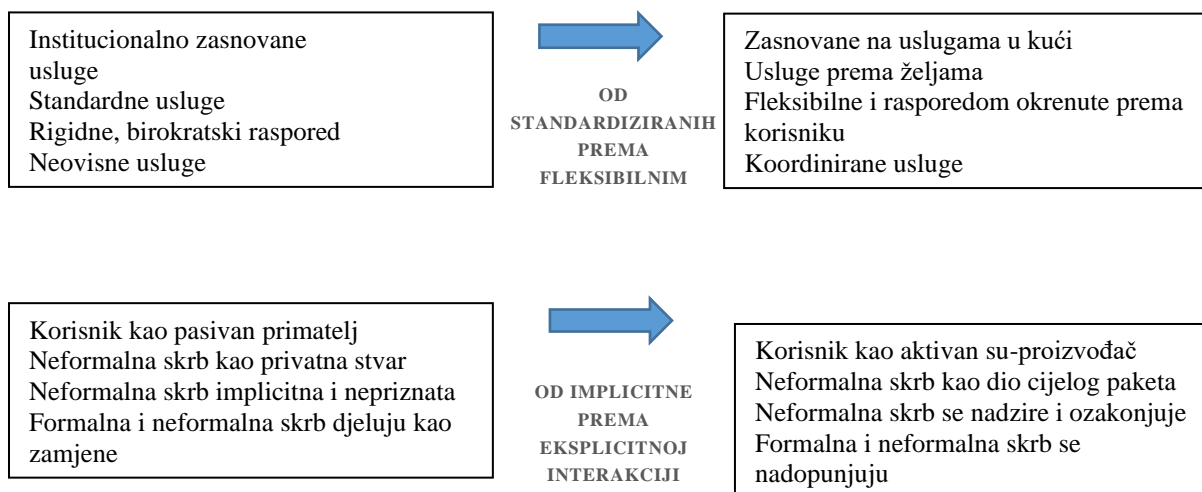 Institucionalno zasnovane
usluge
Standardne usluge
Rigidne, birokratski raspored
Neovisne usluge
OD
STANDARDIZIRANIH
PREMA
FLEKSIBILNIM
Zasnovane na uslugama u kući
Usluge prema željama
Fleksibilne i rasporedom okrenute prema
korisniku
Koordinirane usluge
Korisnik kao pasivan primatelj
Neformalna skrb kao privatna stvar
Neformalna skrb implicitna i nepriznata
Formalna i neformalna skrb djeluju kao
zamjene
OD IMPLICITNE
PREMA
EKSPLICITNOJ
INTERAKCIJI
Korisnik kao aktivan su-proizvođač
Neformalna skrb kao dio cijelog paketa
Neformalna skrb se nadzire i ozakonjuje
Formalna i neformalna skrb se
nadopunjuju